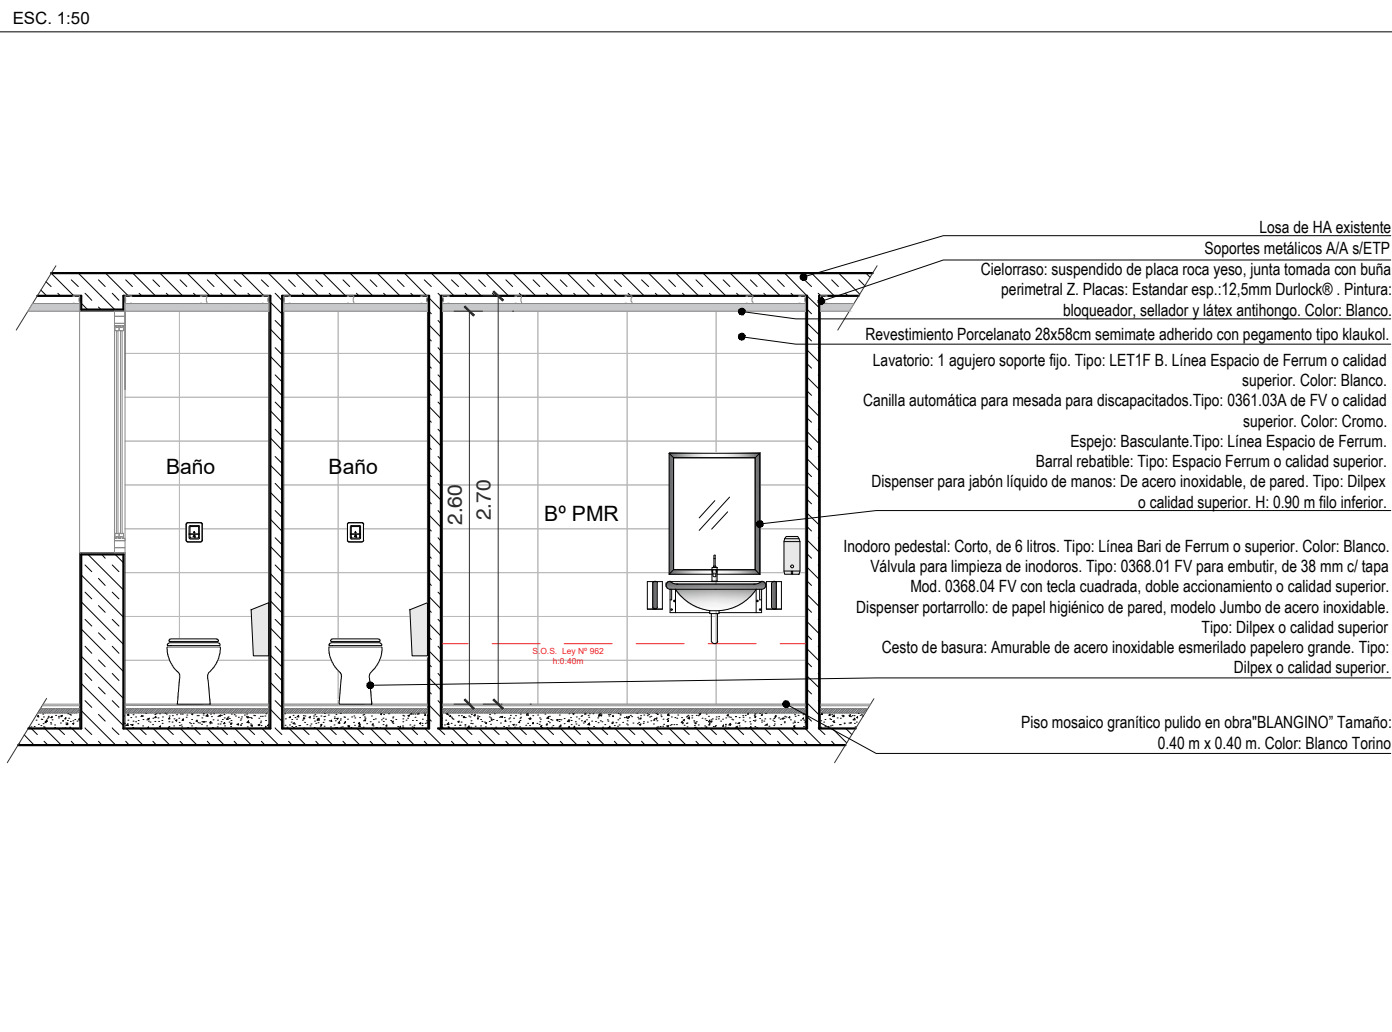 ESC. 1:50
Losa de HA existente
Soportes metálicos A/A s/ETP
Cielorraso: suspendido de placa roca yeso, junta tomada con buña
perimetral Z. Placas: Estandar esp.:12,5mm Durlock® . Pintura:
bloqueador, sellador y látex antihongo. Color: Blanco.
Revestimiento Porcelanato 28x58cm semimate adherido con pegamento tipo klaukol.
Lavatorio: 1 agujero soporte fijo. Tipo: LET1F B. Línea Espacio de Ferrum o calidad
superior. Color: Blanco.
Canilla automática para mesada para discapacitados.Tipo: 0361.03A de FV o calidad
superior. Color: Cromo.
Espejo: Basculante.Tipo: Línea Espacio de Ferrum.
Barral rebatible: Tipo: Espacio Ferrum o calidad superior.
Dispenser para jabón líquido de manos: De acero inoxidable, de pared. Tipo: Dilpex
o calidad superior. H: 0.90 m filo inferior.
Baño
Baño
2.60
2.70
Bº PMR
Inodoro pedestal: Corto, de 6 litros. Tipo: Línea Bari de Ferrum o superior. Color: Blanco.
Válvula para limpieza de inodoros. Tipo: 0368.01 FV para embutir, de 38 mm c/ tapa
Mod. 0368.04 FV con tecla cuadrada, doble accionamiento o calidad superior.
Dispenser portarrollo: de papel higiénico de pared, modelo Jumbo de acero inoxidable.
Tipo: Dilpex o calidad superior
Cesto de basura: Amurable de acero inoxidable esmerilado papelero grande. Tipo:
Dilpex o calidad superior.
S.O.S. Ley Nº 962
h:0.40m
Piso mosaico granítico pulido en obra"BLANGINO” Tamaño:
0.40 m x 0.40 m. Color: Blanco Torino